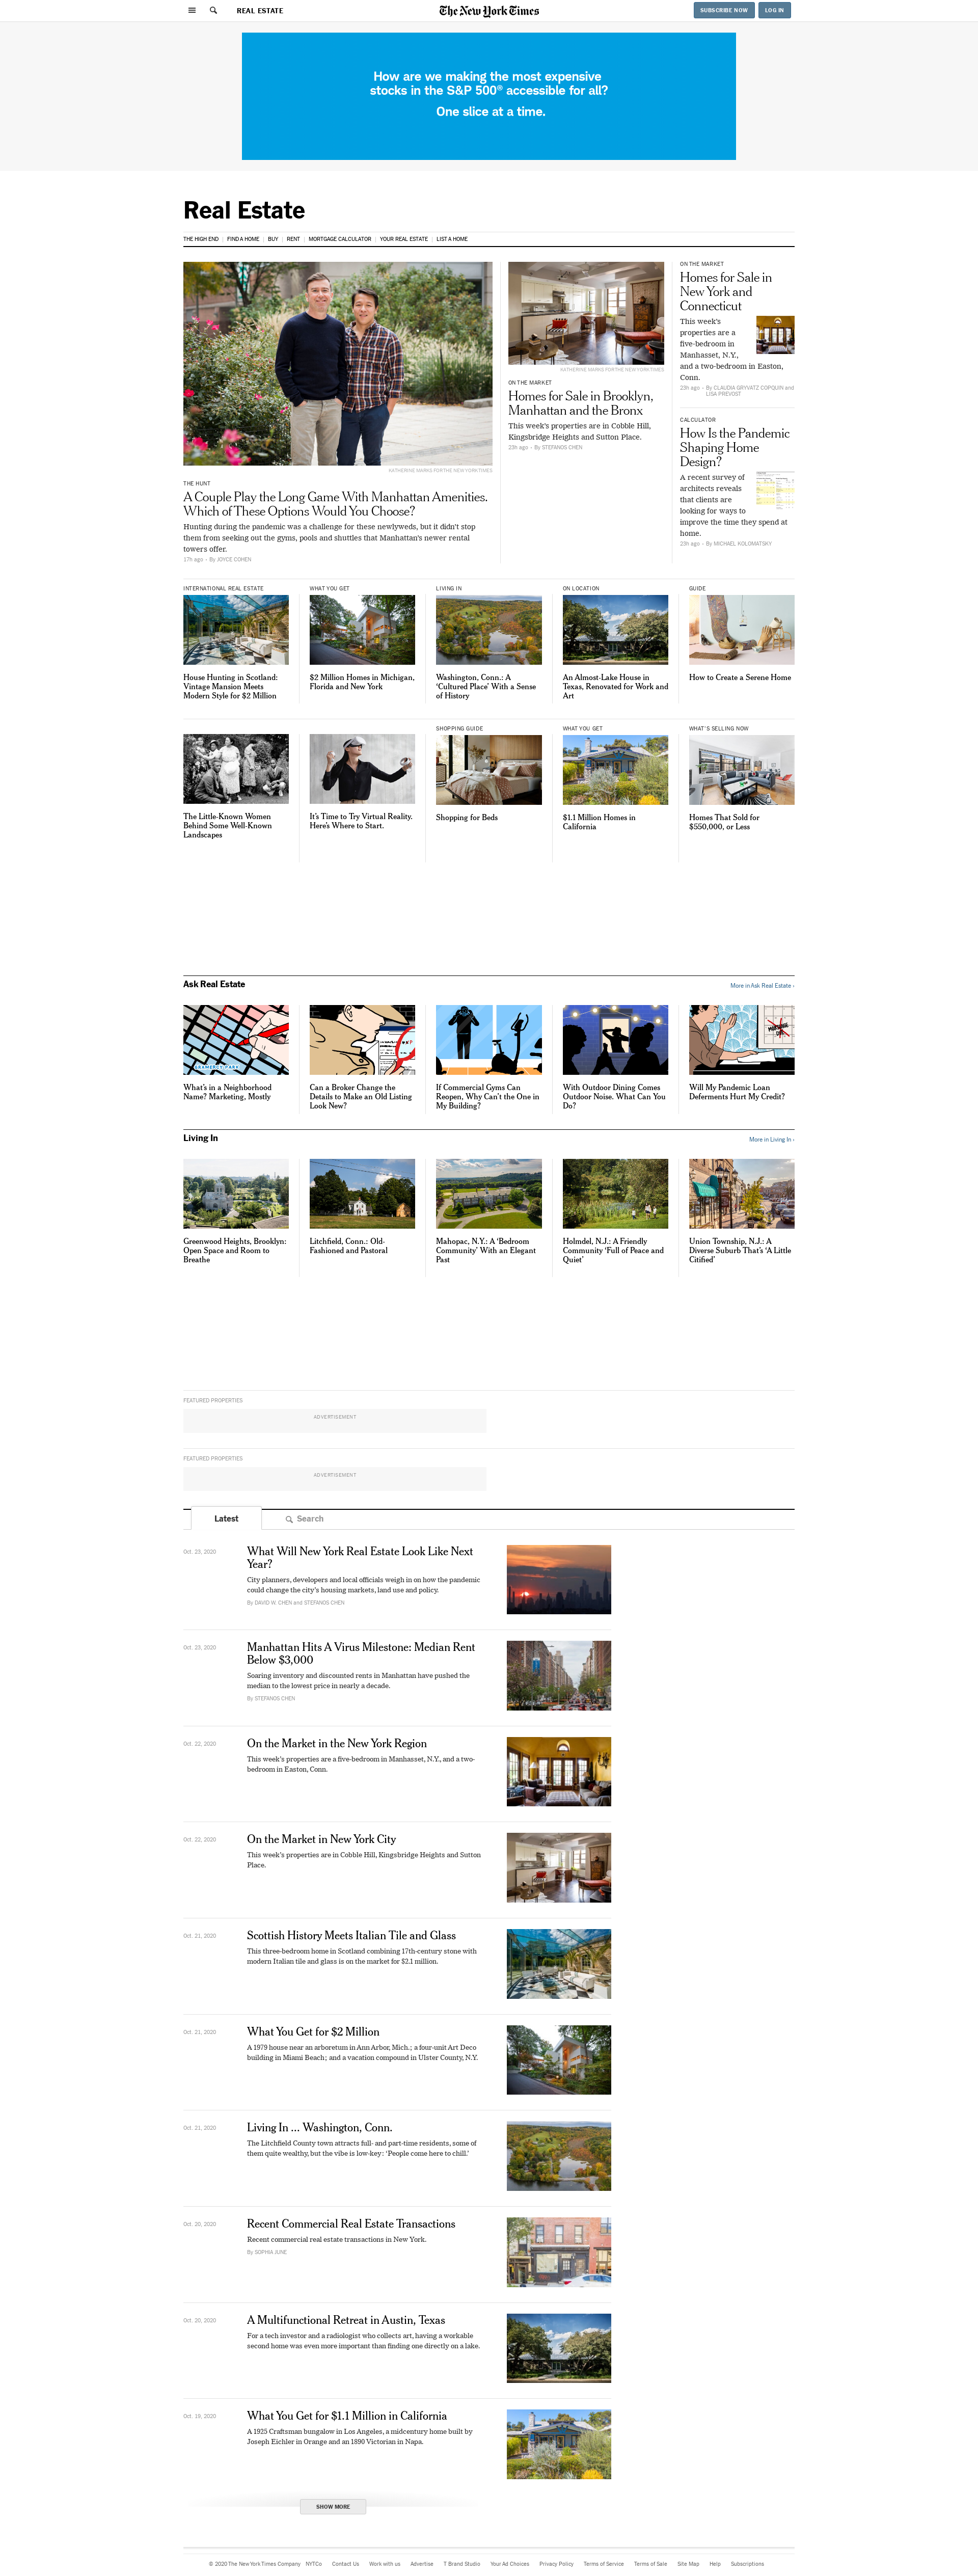 REAL ESTATE
The New York Times
SUBSCRIBE NOW
LOG IN
How are we making the most expensive
stocks in the S&P 500® accessible for all?
One slice at a time.
Real Estate
THE HIGH END | FIND A HOME | BUY | RENT | MORTGAGE CALCULATOR | YOUR REAL ESTATE | LIST A HOME
KATHERINE MARKS FOR THE NEW YORK TIMES
THE HUNT
A Couple Play the Long Game With Manhattan Amenities.
Which of These Options Would You Choose?
Hunting during the pandemic was a challenge for these newlyweds, but it didn't stop
them from seeking out the gyms, pools and shuttles that Manhattan's newer rental
towers offer.
17h ago – By JOYCE COHEN
KATHERINE MARKS FOR THE NEW YORK TIMES
ON THE MARKET
Homes for Sale in Brooklyn,
Manhattan and the Bronx
This week's properties are in Cobble Hill,
Kingsbridge Heights and Sutton Place.
23h ago – By STEFANOS CHEN
ON THE MARKET
Homes for Sale in
New York and
Connecticut
This week's
properties are a
five-bedroom in
Manhasset, N.Y.,
and a two-bedroom in Easton,
Conn.
23h ago – By CLAUDIA GRYVATZ COPQUIN and
LISA PREVOST
CALCULATOR
How Is the Pandemic
Shaping Home
Design?
A recent survey of
architects reveals
that clients are
looking for ways to
improve the time they spend at
home.
23h ago – By MICHAEL KOLOMATSKY
INTERNATIONAL REAL ESTATE
House Hunting in Scotland:
Vintage Mansion Meets
Modern Style for $2 Million
WHAT YOU GET
$2 Million Homes in Michigan,
Florida and New York
LIVING IN
Washington, Conn.: A
‘Cultured Place’ With a Sense
of History
ON LOCATION
An Almost-Lake House in
Texas, Renovated for Work and
Art
GUIDE
How to Create a Serene Home
The Little-Known Women
Behind Some Well-Known
Landscapes
It's Time to Try Virtual Reality.
Here's Where to Start.
SHOPPING GUIDE
Shopping for Beds
WHAT YOU GET
$1.1 Million Homes in
California
WHAT'S SELLING NOW
Homes That Sold for
$550,000, or Less
Ask Real Estate
More in Ask Real Estate ›
GRAMERCY PARK
What's in a Neighborhood
Name? Marketing, Mostly
Can a Broker Change the
Details to Make an Old Listing
Look New?
If Commercial Gyms Can
Reopen, Why Can't the One in
My Building?
With Outdoor Dining Comes
Outdoor Noise. What Can You
Do?
Will My Pandemic Loan
Deferments Hurt My Credit?
Living In
More in Living In ›
Greenwood Heights, Brooklyn:
Open Space and Room to
Breathe
Litchfield, Conn.: Old-
Fashioned and Pastoral
Mahopac, N.Y.: A ‘Bedroom
Community’ With an Elegant
Past
Holmdel, N.J.: A Friendly
Community ‘Full of Peace and
Quiet’
Union Township, N.J.: A
Diverse Suburb That's ‘A Little
Citified’
FEATURED PROPERTIES
ADVERTISEMENT
FEATURED PROPERTIES
ADVERTISEMENT
Latest
Search
Oct. 23, 2020
What Will New York Real Estate Look Like Next
Year?
City planners, developers and local officials weigh in on how the pandemic
could change the city's housing markets, land use and policy.
By DAVID W. CHEN and STEFANOS CHEN
Oct. 23, 2020
Manhattan Hits A Virus Milestone: Median Rent
Below $3,000
Soaring inventory and discounted rents in Manhattan have pushed the
median to the lowest price in nearly a decade.
By STEFANOS CHEN
Oct. 22, 2020
On the Market in the New York Region
This week's properties are a five-bedroom in Manhasset, N.Y., and a two-
bedroom in Easton, Conn.
Oct. 22, 2020
On the Market in New York City
This week's properties are in Cobble Hill, Kingsbridge Heights and Sutton
Place.
Oct. 21, 2020
Scottish History Meets Italian Tile and Glass
This three-bedroom home in Scotland combining 17th-century stone with
modern Italian tile and glass is on the market for $2.1 million.
Oct. 21, 2020
What You Get for $2 Million
A 1979 house near an arboretum in Ann Arbor, Mich.; a four-unit Art Deco
building in Miami Beach; and a vacation compound in Ulster County, N.Y.
Oct. 21, 2020
Living In ... Washington, Conn.
The Litchfield County town attracts full- and part-time residents, some of
them quite wealthy, but the vibe is low-key: ‘People come here to chill.’
Oct. 20, 2020
Recent Commercial Real Estate Transactions
Recent commercial real estate transactions in New York.
By SOPHIA JUNE
Oct. 20, 2020
A Multifunctional Retreat in Austin, Texas
For a tech investor and a radiologist who collects art, having a workable
second home was even more important than finding one directly on a lake.
Oct. 19, 2020
What You Get for $1.1 Million in California
A 1925 Craftsman bungalow in Los Angeles, a midcentury home built by
Joseph Eichler in Orange and an 1890 Victorian in Napa.
SHOW MORE
© 2020 The New York Times Company NYTCo Contact Us Work with us Advertise T Brand Studio Your Ad Choices Privacy Policy Terms of Service Terms of Sale Site Map Help Subscriptions